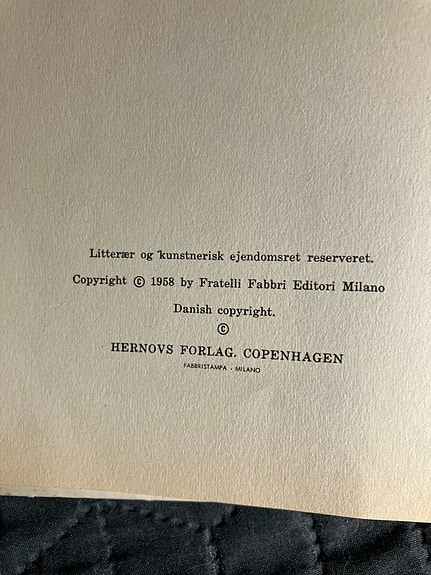 Litterær og kunstnerisk ejendomsret reserveret.
Copyright © 1958 by Fratelli Fabbri Editori Milano
Danish copyright.
©
HERNOVS FORLAG. COPENHAGEN
FABBRISTAMPA - MILANO